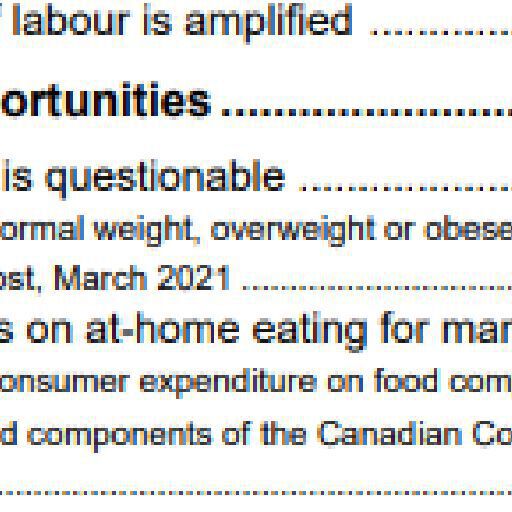 f labour is amplified ................
ortunities ..........................
is questionable ......................
ormal weight, overweight or obese
ost, March 2021 ...................................
s on at-home eating for mar
onsumer expenditure on food com
d components of the Canadian Co
................................................................